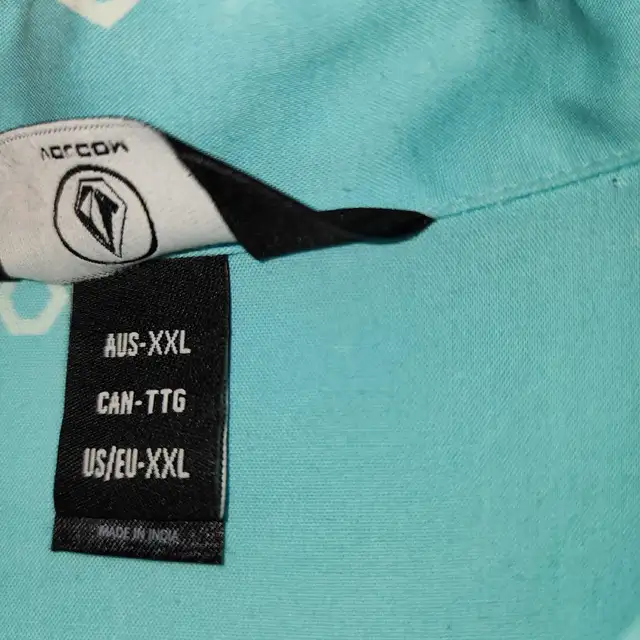 VOLCOM
AUS-XXL
CAN-TTG
US/EU-XXL
MADE IN INDIA